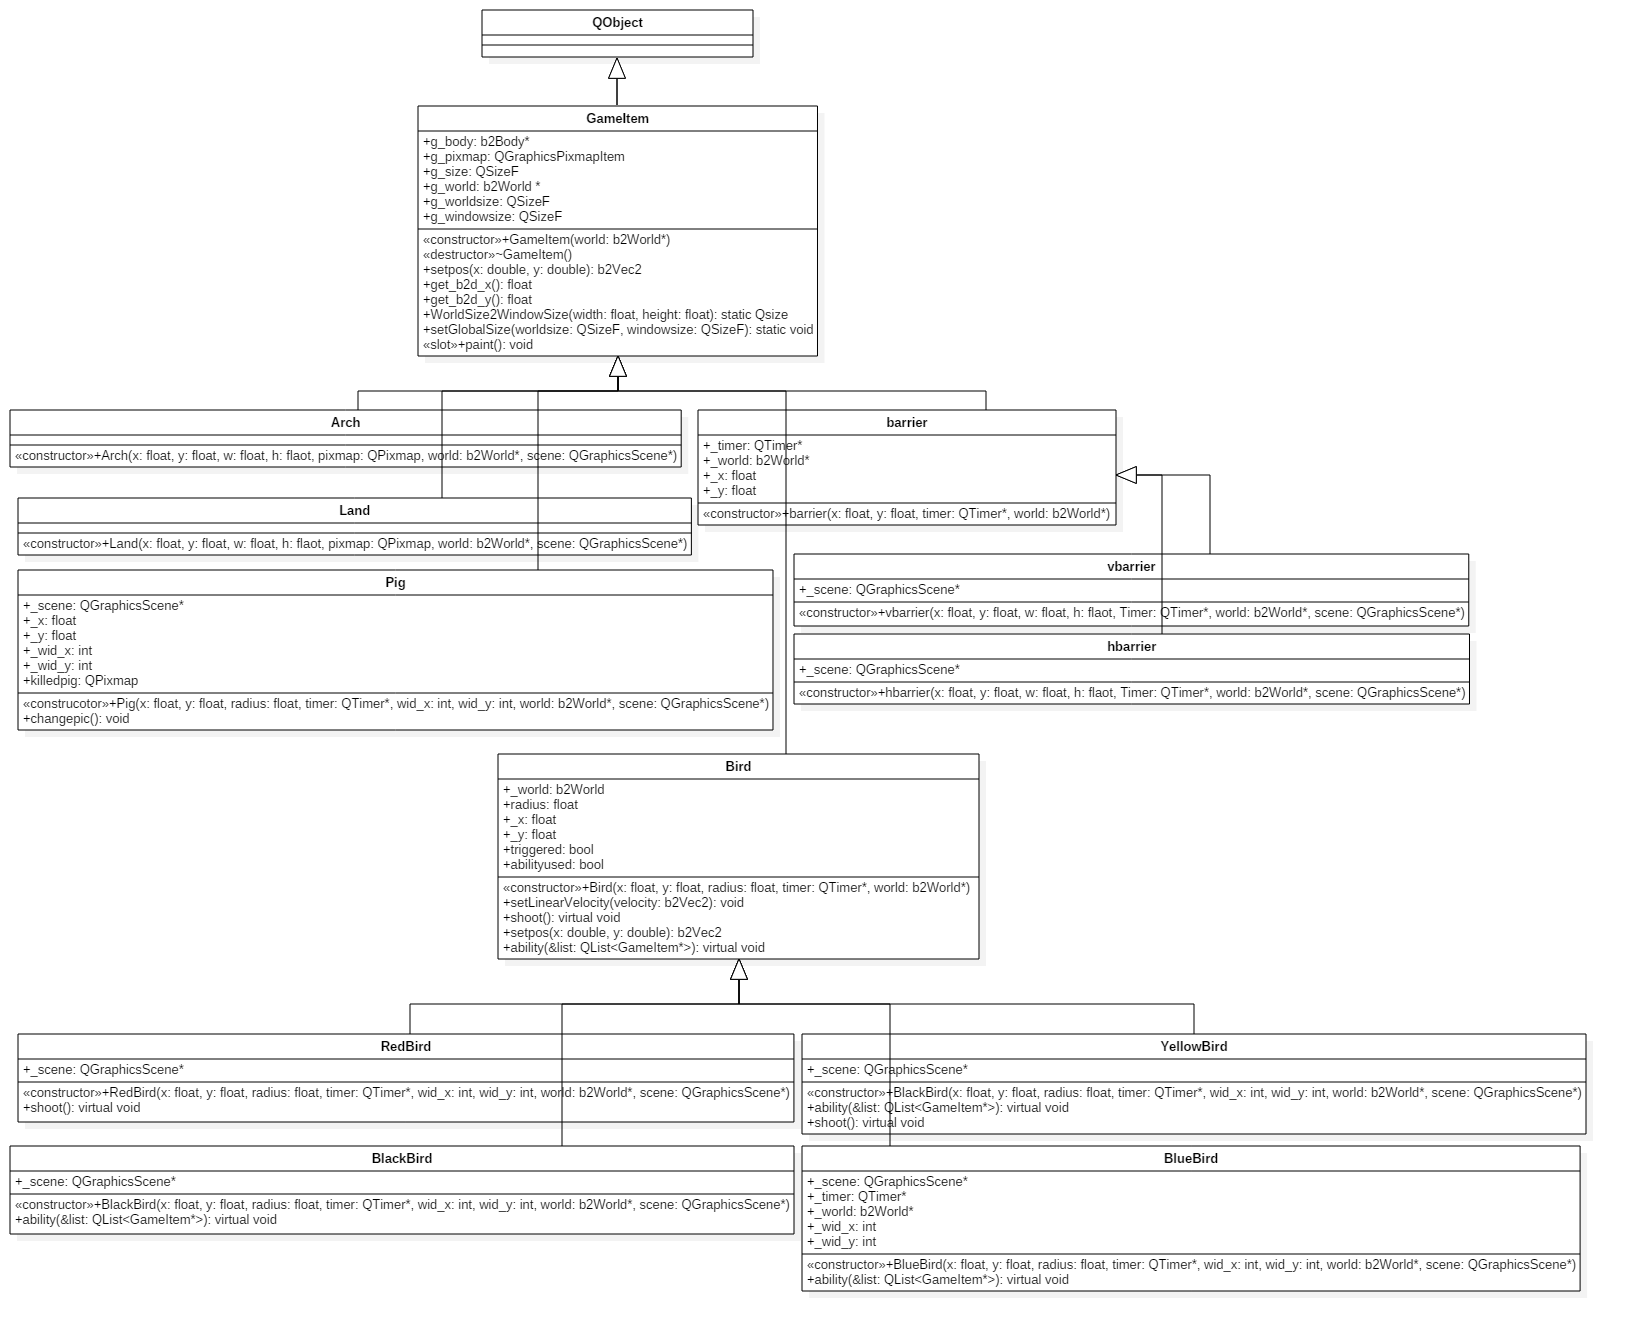 QObject
GameItem
+g_body: b2Body*
+g_pixmap: QGraphicsPixmapItem
+g_size: QSizeF
+g_world: b2World *
+g_worldsize: QSizeF
+g_windowsize: QSizeF
«constructor»+GameItem(world: b2World*)
«destructor»~GameItem()
+setpos(x: double, y: double): b2Vec2
+get_b2d_x(): float
+get_b2d_y(): float
+WorldSize2WindowSize(width: float, height: float): static Qsize
+setGlobalSize(worldsize: QSizeF, windowsize: QSizeF): static void
«slot»+paint(): void
Arch
«constructor»+Arch(x: float, y: float, w: float, h: flaot, pixmap: QPixmap, world: b2World*, scene: QGraphicsScene*)
barrier
+_timer: QTimer*
+_world: b2World*
+_x: float
+_y: float
«constructor»+barrier(x: float, y: float, timer: QTimer*, world: b2World*)
Land
«constructor»+Land(x: float, y: float, w: float, h: flaot, pixmap: QPixmap, world: b2World*, scene: QGraphicsScene*)
vbarrier
+_scene: QGraphicsScene*
«constructor»+vbarrier(x: float, y: float, w: float, h: flaot, Timer: QTimer*, world: b2World*, scene: QGraphicsScene*)
Pig
+_scene: QGraphicsScene*
+_x: float
+_y: float
+_wid_x: int
+_wid_y: int
+killedpig: QPixmap
«construcotor»+Pig(x: float, y: float, radius: float, timer: QTimer*, wid_x: int, wid_y: int, world: b2World*, scene: QGraphicsScene*)
+changepic(): void
hbarrier
+_scene: QGraphicsScene*
«constructor»+hbarrier(x: float, y: float, w: float, h: flaot, Timer: QTimer*, world: b2World*, scene: QGraphicsScene*)
Bird
+_world: b2World
+radius: float
+_x: float
+_y: float
+triggered: bool
+abilityused: bool
«constructor»+Bird(x: float, y: float, radius: float, timer: QTimer*, world: b2World*)
+setLinearVelocity(velocity: b2Vec2): void
+shoot(): virtual void
+setpos(x: double, y: double): b2Vec2
+ability(&list: QList<GameItem*>): virtual void
RedBird
+_scene: QGraphicsScene*
«constructor»+RedBird(x: float, y: float, radius: float, timer: QTimer*, wid_x: int, wid_y: int, world: b2World*, scene: QGraphicsScene*)
+shoot(): virtual void
YellowBird
+_scene: QGraphicsScene*
«constructor»+BlackBird(x: float, y: float, radius: float, timer: QTimer*, wid_x: int, wid_y: int, world: b2World*, scene: QGraphicsScene*)
+ability(&list: QList<GameItem*>): virtual void
+shoot(): virtual void
BlackBird
+_scene: QGraphicsScene*
«constructor»+BlackBird(x: float, y: float, radius: float, timer: QTimer*, wid_x: int, wid_y: int, world: b2World*, scene: QGraphicsScene*)
+ability(&list: QList<GameItem*>): virtual void
BlueBird
+_scene: QGraphicsScene*
+_timer: QTimer*
+_world: b2World*
+_wid_x: int
+_wid_y: int
«constructor»+BlueBird(x: float, y: float, radius: float, timer: QTimer*, wid_x: int, wid_y: int, world: b2World*, scene: QGraphicsScene*)
+ability(&list: QList<GameItem*>): virtual void